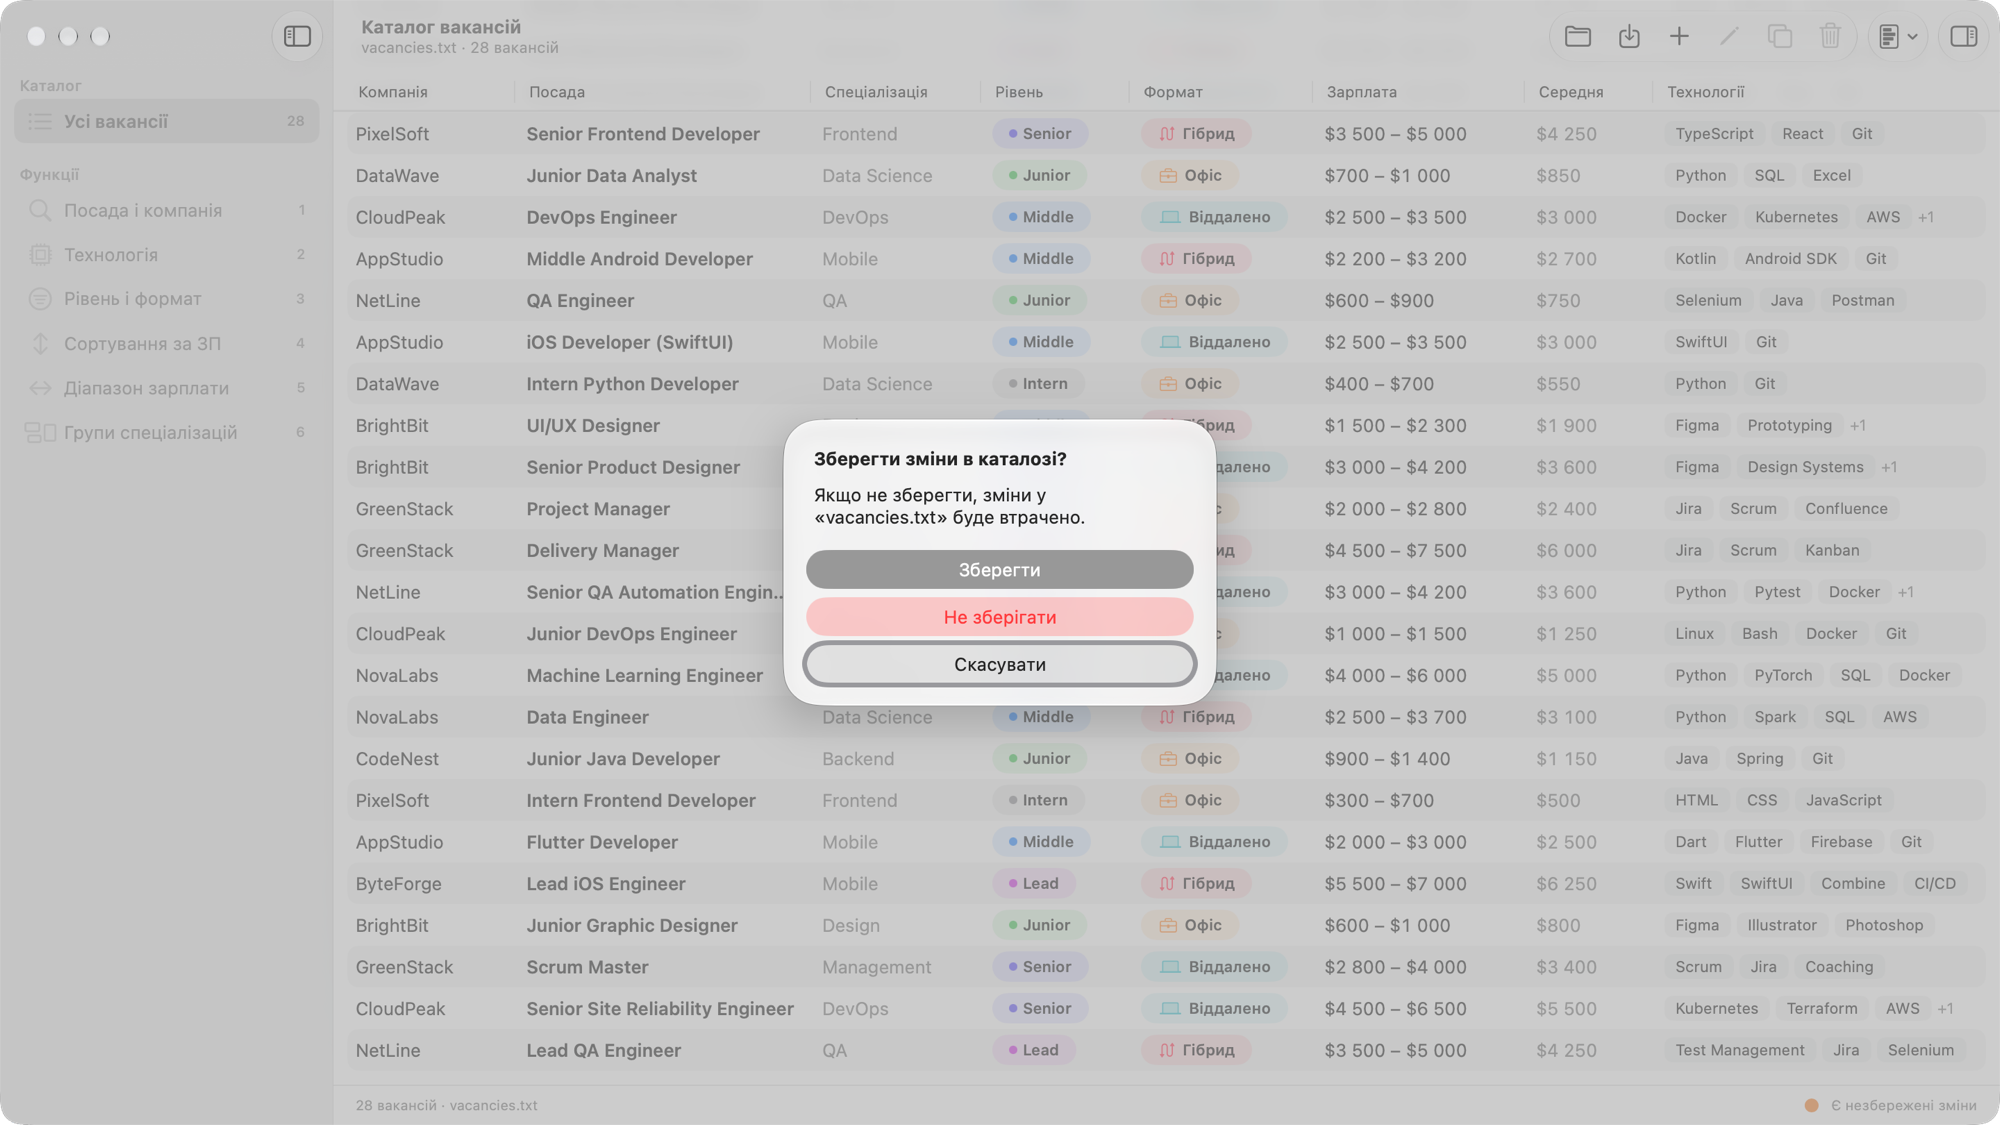 Каталог вакансій
vacancies.txt · 28 вакансій
Каталог
Усі вакансії 28
Функції
Посада і компанія 1
Технологія 2
Рівень і формат 3
Сортування за ЗП 4
Діапазон зарплати 5
Групи спеціалізацій 6
Компанія Посада Спеціалізація Рівень Формат Зарплата Середня Технології
PixelSoft Senior Frontend Developer Frontend Senior Гібрид $3 500 – $5 000 $4 250 TypeScript React Git
DataWave Junior Data Analyst Data Science Junior Офіс $700 – $1 000 $850 Python SQL Excel
CloudPeak DevOps Engineer DevOps Middle Віддалено $2 500 – $3 500 $3 000 Docker Kubernetes AWS +1
AppStudio Middle Android Developer Mobile Middle Гібрид $2 200 – $3 200 $2 700 Kotlin Android SDK Git
NetLine QA Engineer QA Junior Офіс $600 – $900 $750 Selenium Java Postman
AppStudio iOS Developer (SwiftUI) Mobile Middle Віддалено $2 500 – $3 500 $3 000 SwiftUI Git
DataWave Intern Python Developer Data Science Intern Офіс $400 – $700 $550 Python Git
BrightBit UI/UX Designer $1 500 – $2 300 $1 900 Figma Prototyping +1
BrightBit Senior Product Designer $3 000 – $4 200 $3 600 Figma Design Systems +1
GreenStack Project Manager $2 000 – $2 800 $2 400 Jira Scrum Confluence
GreenStack Delivery Manager $4 500 – $7 500 $6 000 Jira Scrum Kanban
NetLine Senior QA Automation Engin.. $3 000 – $4 200 $3 600 Python Pytest Docker +1
CloudPeak Junior DevOps Engineer $1 000 – $1 500 $1 250 Linux Bash Docker Git
NovaLabs Machine Learning Engineer $4 000 – $6 000 $5 000 Python PyTorch SQL Docker
NovaLabs Data Engineer Data Science Middle Гібрид $2 500 – $3 700 $3 100 Python Spark SQL AWS
CodeNest Junior Java Developer Backend Junior Офіс $900 – $1 400 $1 150 Java Spring Git
PixelSoft Intern Frontend Developer Frontend Intern Офіс $300 – $700 $500 HTML CSS JavaScript
AppStudio Flutter Developer Mobile Middle Віддалено $2 000 – $3 000 $2 500 Dart Flutter Firebase Git
ByteForge Lead iOS Engineer Mobile Lead Гібрид $5 500 – $7 000 $6 250 Swift SwiftUI Combine CI/CD
BrightBit Junior Graphic Designer Design Junior Офіс $600 – $1 000 $800 Figma Illustrator Photoshop
GreenStack Scrum Master Management Senior Віддалено $2 800 – $4 000 $3 400 Scrum Jira Coaching
CloudPeak Senior Site Reliability Engineer DevOps Senior Віддалено $4 500 – $6 500 $5 500 Kubernetes Terraform AWS +1
NetLine Lead QA Engineer QA Lead Гібрид $3 500 – $5 000 $4 250 Test Management Jira Selenium
Зберегти зміни в каталозі?
Якщо не зберегти, зміни у
«vacancies.txt» буде втрачено.
Зберегти
Не зберігати
Скасувати
28 вакансій · vacancies.txt
Є незбережені зміни